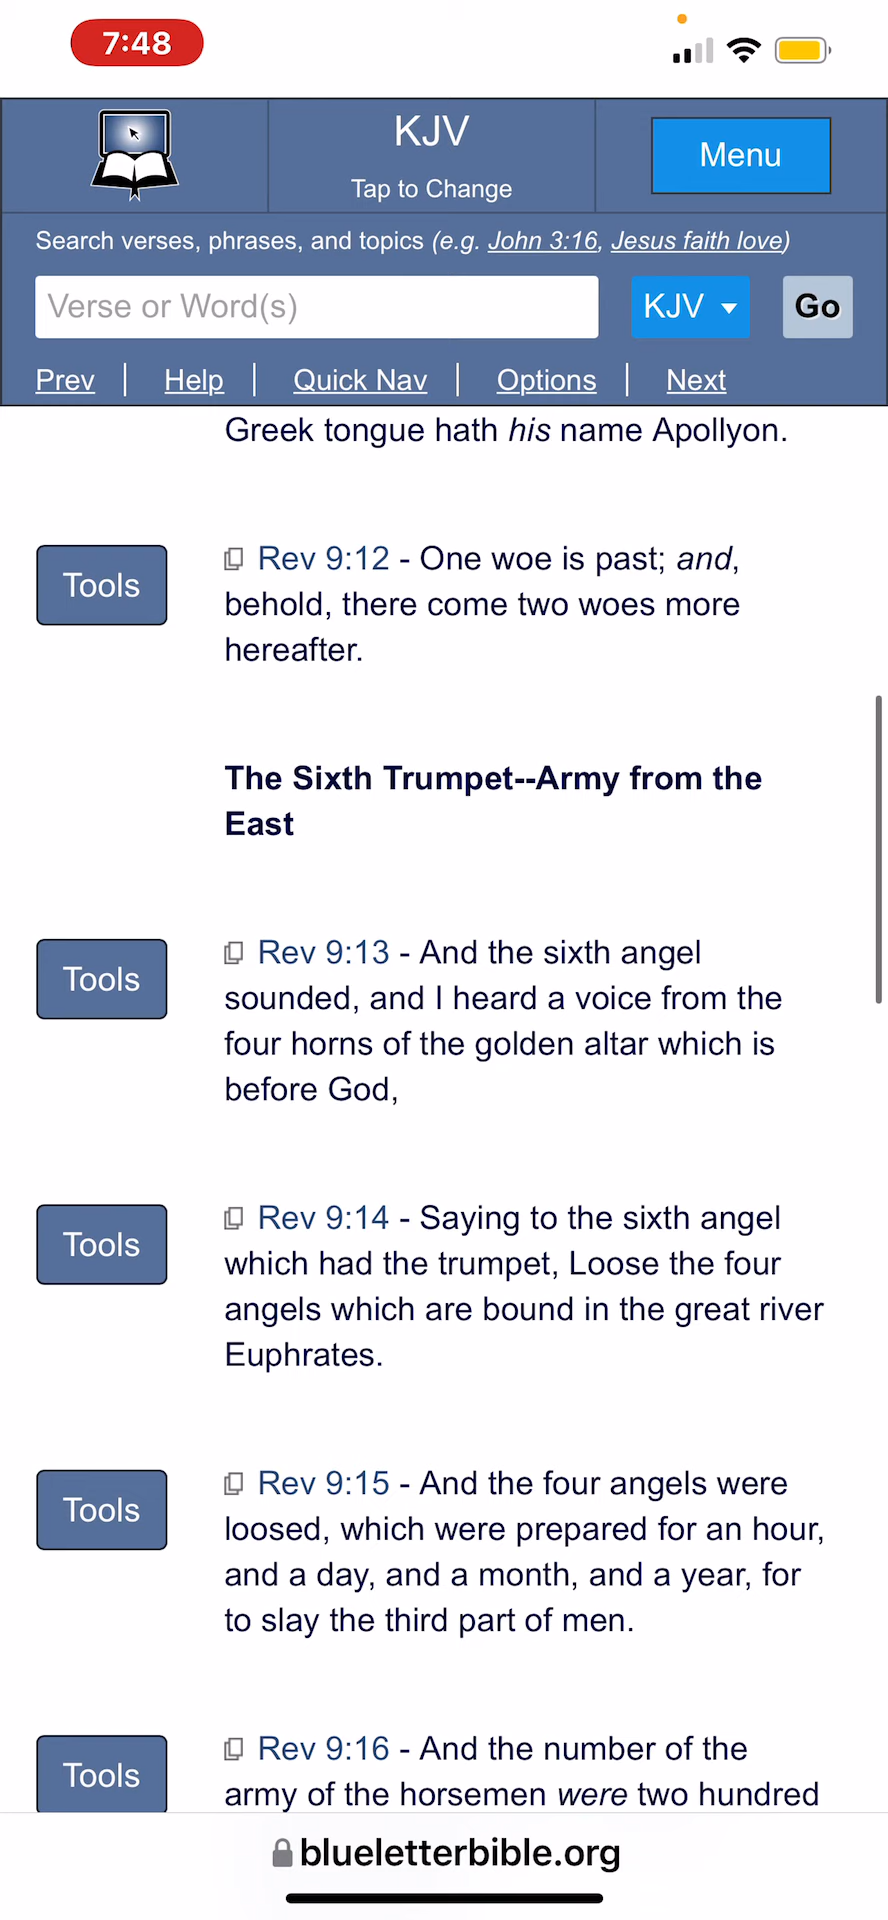 7:48
KJV
Tap to Change
Menu
Search verses, phrases, and topics (e.g. John 3:16, Jesus faith love)
Verse or Word(s)
KJV
Go
Prev | Help | Quick Nav | Options | Next
Greek tongue hath his name Apollyon.
Tools
Rev 9:12 - One woe is past; and,
behold, there come two woes more
hereafter.
The Sixth Trumpet--Army from the
East
Tools
Rev 9:13 - And the sixth angel
sounded, and I heard a voice from the
four horns of the golden altar which is
before God,
Tools
Rev 9:14 - Saying to the sixth angel
which had the trumpet, Loose the four
angels which are bound in the great river
Euphrates.
Tools
Rev 9:15 - And the four angels were
loosed, which were prepared for an hour,
and a day, and a month, and a year, for
to slay the third part of men.
Tools
Rev 9:16 - And the number of the
army of the horsemen were two hundred
blueletterbible.org